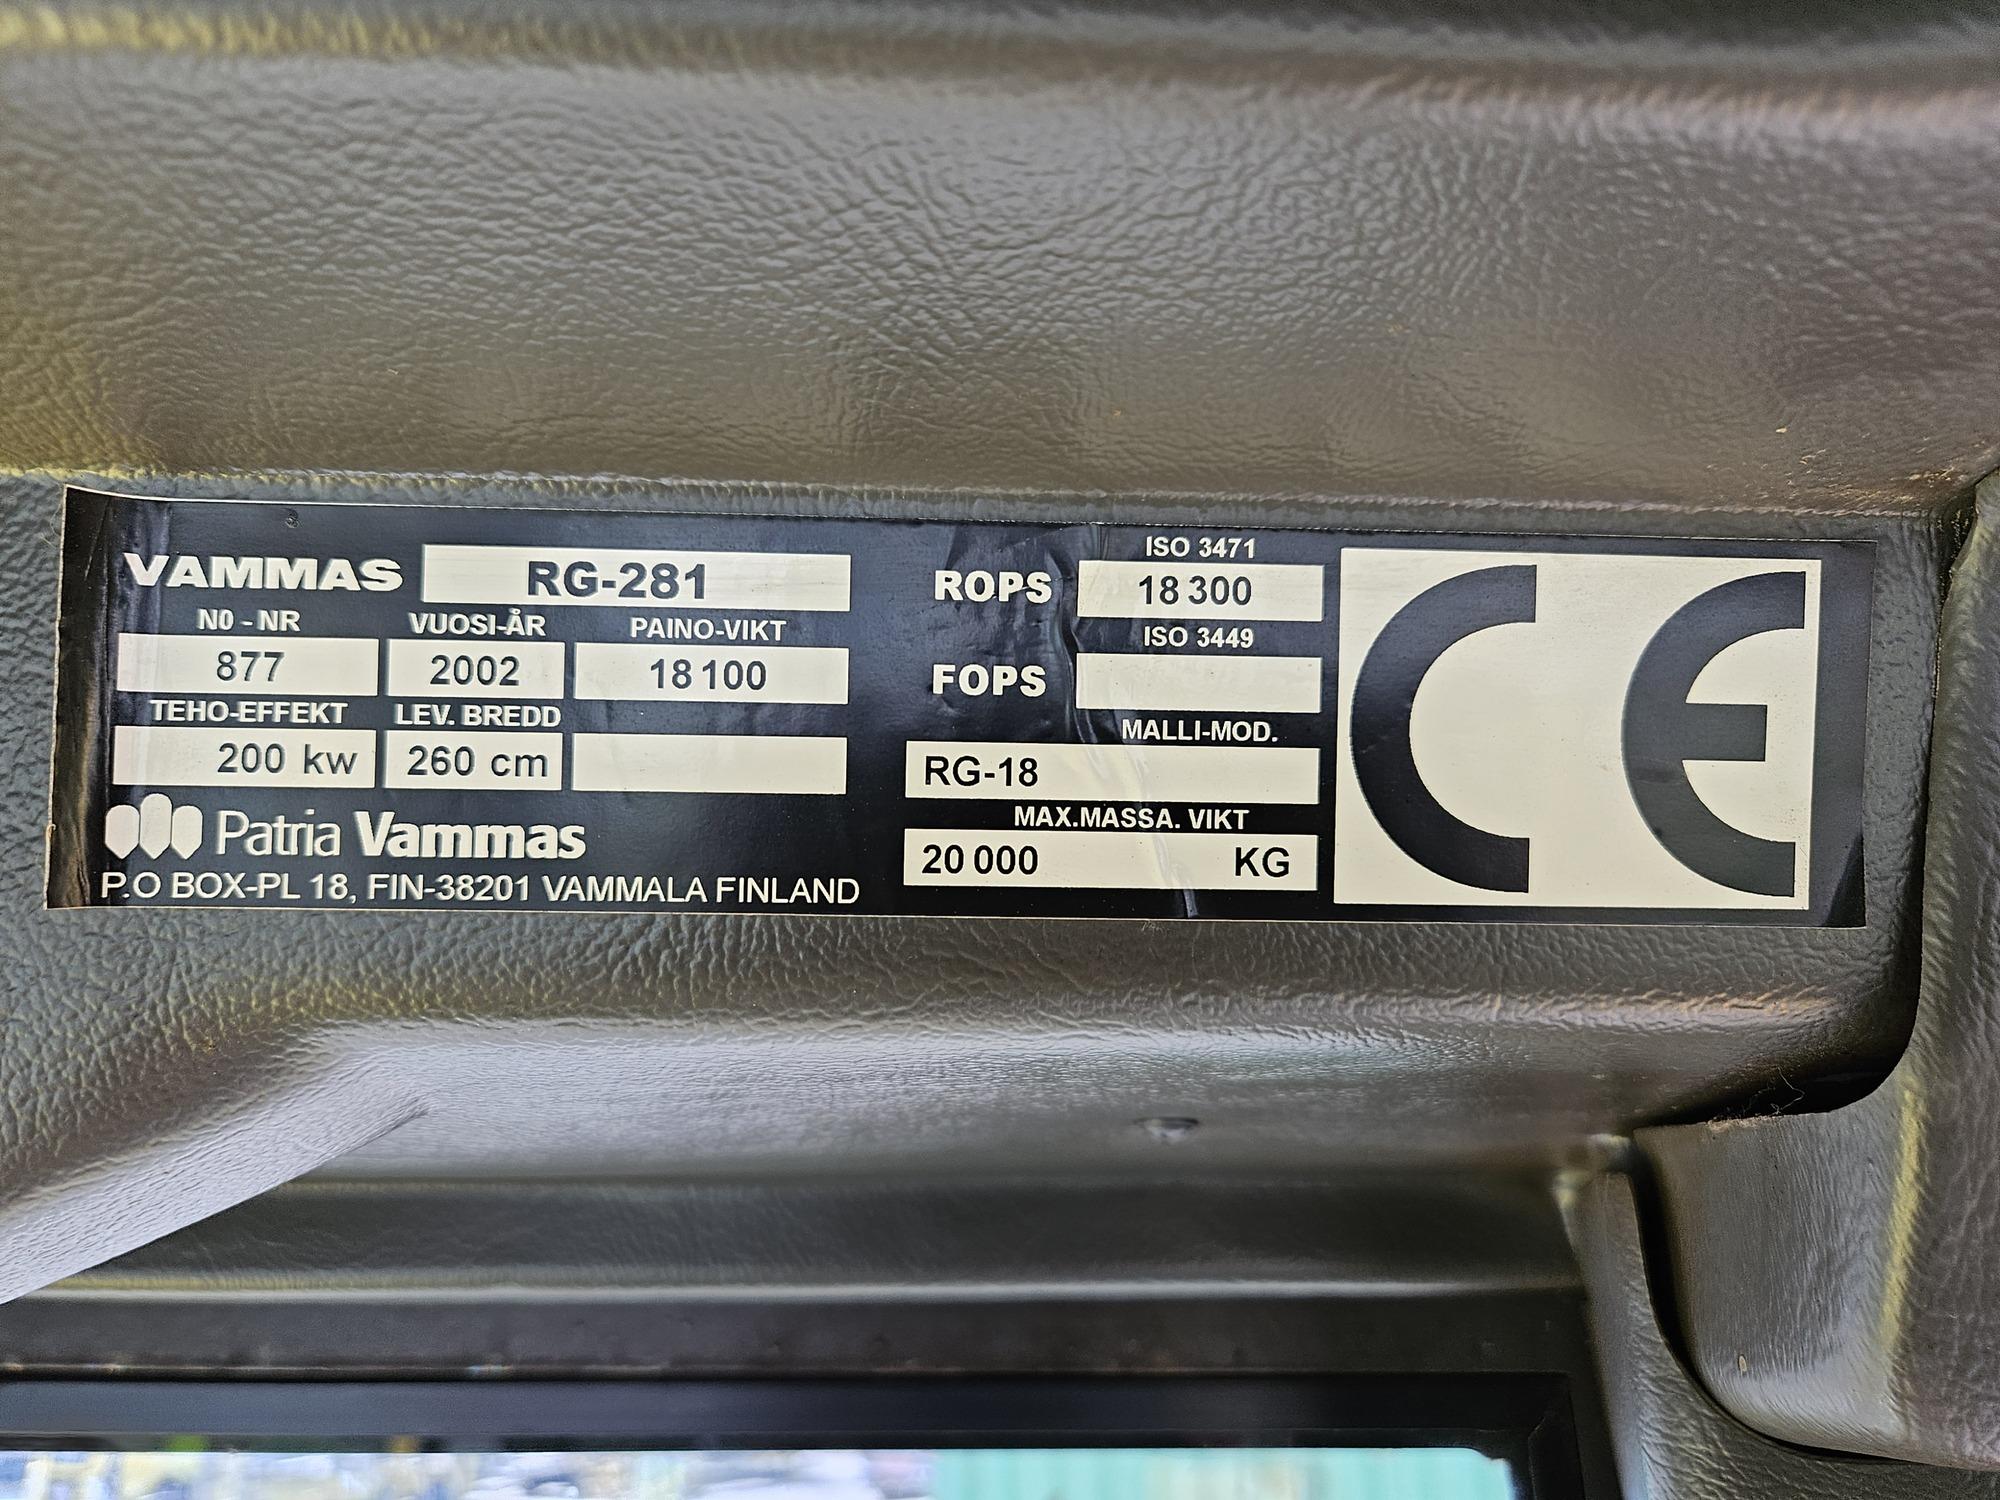 VAMMAS RG-281
N0 - NR VUOSI-ÅR PAINO-VIKT
877 2002 18 100
TEHO-EFFEKT LEV. BREDD
200 kw 260 cm
Patria Vammas
P.O BOX-PL 18, FIN-38201 VAMMALA FINLAND
ISO 3471
ROPS 18 300
ISO 3449
FOPS
MALLI-MOD.
RG-18
MAX.MASSA. VIKT
20 000 KG
CE